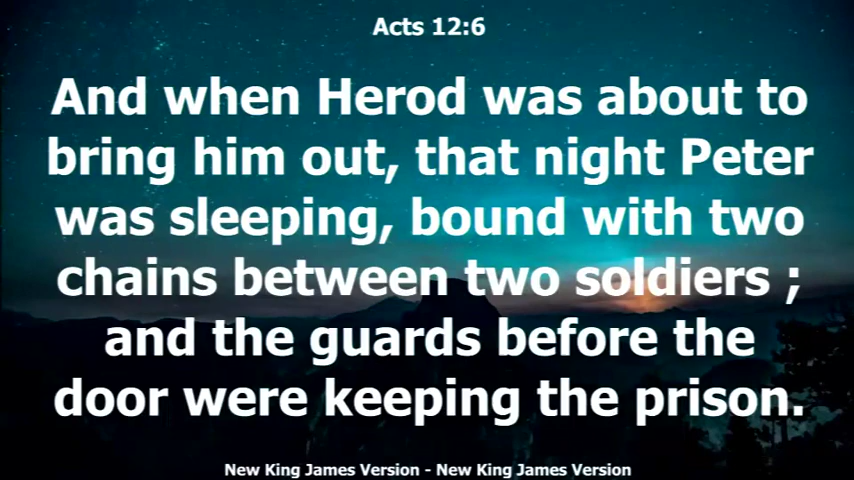 Acts 12:6
And when Herod was about to
bring him out, that night Peter
was sleeping, bound with two
chains between two soldiers ;
and the guards before the
door were keeping the prison.
New King James Version - New King James Version